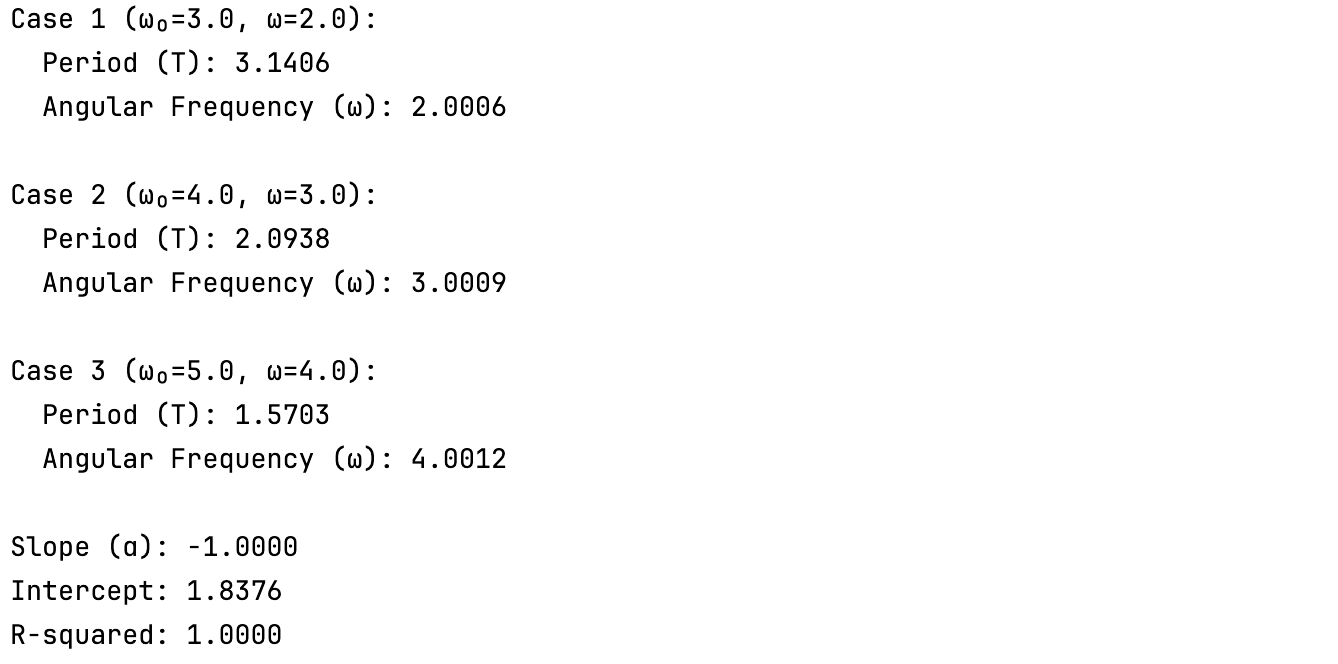 Case 1 (ω₀=3.0, ω=2.0):
  Period (T): 3.1406
  Angular Frequency (ω): 2.0006

Case 2 (ω₀=4.0, ω=3.0):
  Period (T): 2.0938
  Angular Frequency (ω): 3.0009

Case 3 (ω₀=5.0, ω=4.0):
  Period (T): 1.5703
  Angular Frequency (ω): 4.0012

Slope (α): -1.0000
Intercept: 1.8376
R-squared: 1.0000